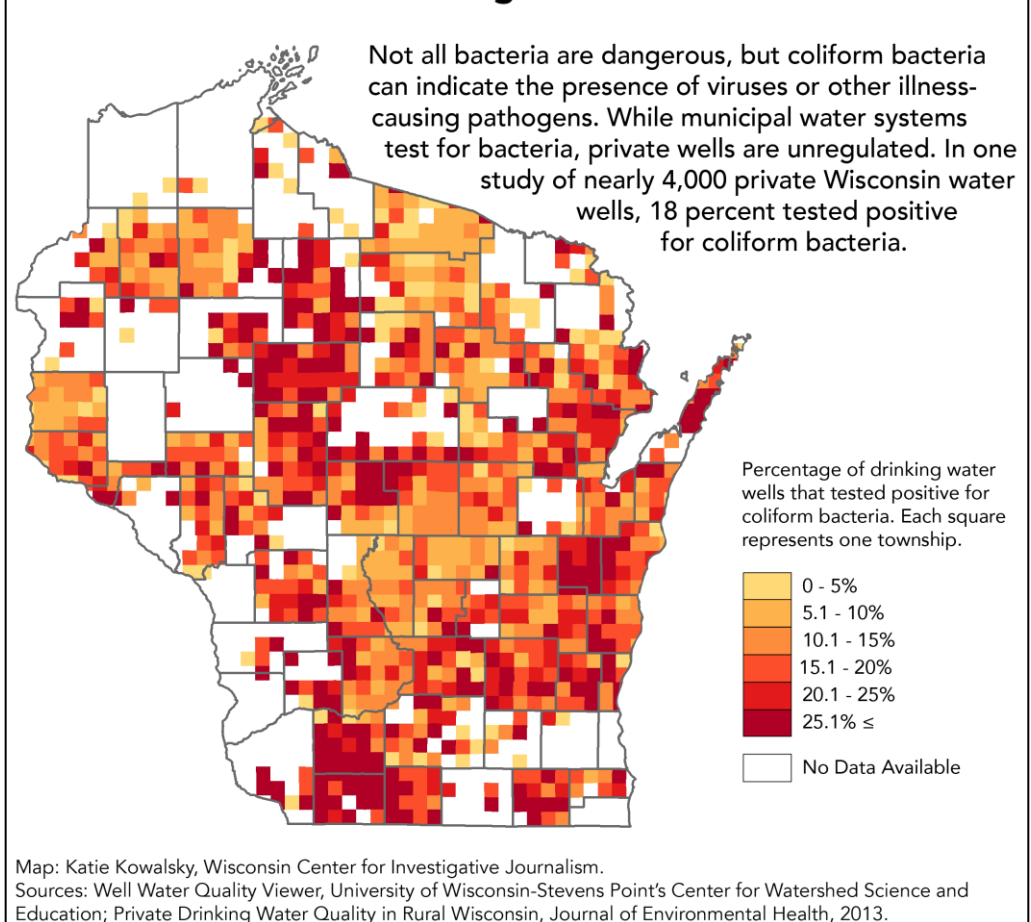 Not all bacteria are dangerous, but coliform bacteria
can indicate the presence of viruses or other illness-
causing pathogens. While municipal water systems
test for bacteria, private wells are unregulated. In one
study of nearly 4,000 private Wisconsin water
wells, 18 percent tested positive
for coliform bacteria.
Percentage of drinking water
wells that tested positive for
coliform bacteria. Each square
represents one township.
0 - 5%
5.1 - 10%
10.1 - 15%
15.1 - 20%
20.1 - 25%
25.1% ≤
No Data Available
Map: Katie Kowalsky, Wisconsin Center for Investigative Journalism.
Sources: Well Water Quality Viewer, University of Wisconsin-Stevens Point's Center for Watershed Science and
Education; Private Drinking Water Quality in Rural Wisconsin, Journal of Environmental Health, 2013.